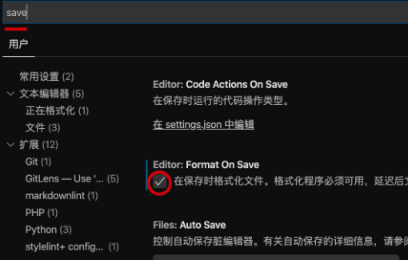 save
用户
常用设置 (2)
文本编辑器 (5)
正在格式化 (1)
文件 (3)
扩展 (12)
Git (1)
GitLens — Use '... (5)
markdownlint (1)
PHP (1)
Python (3)
stylelint+ config... (1)
Editor: Code Actions On Save
在保存时运行的代码操作类型。
在 settings.json 中编辑
Editor: Format On Save
在保存时格式化文件。格式化程序必须可用，延迟后文
Files: Auto Save
控制自动保存脏编辑器。有关自动保存的详细信息，请参阅